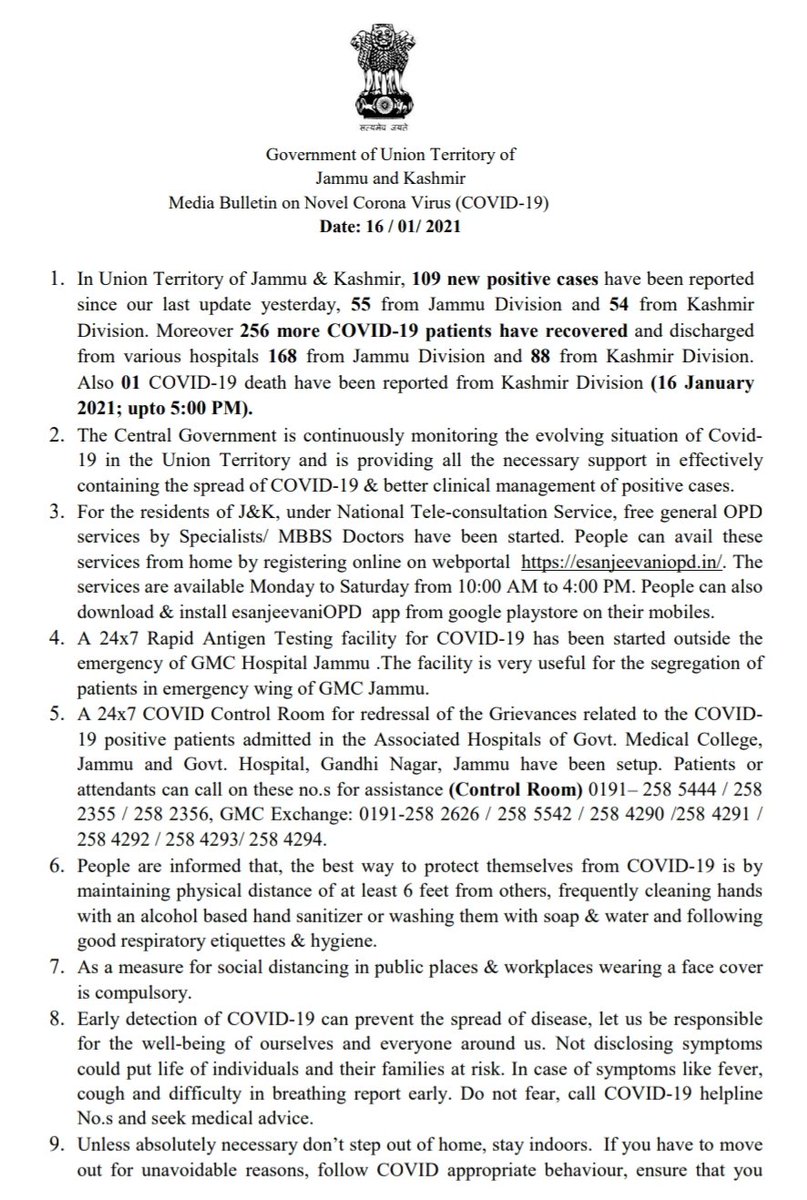 सत्यमेव जयते
Government of Union Territory of
Jammu and Kashmir
Media Bulletin on Novel Corona Virus (COVID-19)
Date: 16 / 01/ 2021
1. In Union Territory of Jammu & Kashmir, 109 new positive cases have been reported
since our last update yesterday, 55 from Jammu Division and 54 from Kashmir
Division. Moreover 256 more COVID-19 patients have recovered and discharged
from various hospitals 168 from Jammu Division and 88 from Kashmir Division.
Also 01 COVID-19 death have been reported from Kashmir Division (16 January
2021; upto 5:00 PM).
2. The Central Government is continuously monitoring the evolving situation of Covid-
19 in the Union Territory and is providing all the necessary support in effectively
containing the spread of COVID-19 & better clinical management of positive cases.
3. For the residents of J&K, under National Tele-consultation Service, free general OPD
services by Specialists/ MBBS Doctors have been started. People can avail these
services from home by registering online on webportal https://esanjeevaniopd.in/. The
services are available Monday to Saturday from 10:00 AM to 4:00 PM. People can also
download & install esanjeevaniOPD app from google playstore on their mobiles.
4. A 24x7 Rapid Antigen Testing facility for COVID-19 has been started outside the
emergency of GMC Hospital Jammu .The facility is very useful for the segregation of
patients in emergency wing of GMC Jammu.
5. A 24x7 COVID Control Room for redressal of the Grievances related to the COVID-
19 positive patients admitted in the Associated Hospitals of Govt. Medical College,
Jammu and Govt. Hospital, Gandhi Nagar, Jammu have been setup. Patients or
attendants can call on these no.s for assistance (Control Room) 0191– 258 5444 / 258
2355 / 258 2356, GMC Exchange: 0191-258 2626 / 258 5542 / 258 4290 /258 4291 /
258 4292 / 258 4293/ 258 4294.
6. People are informed that, the best way to protect themselves from COVID-19 is by
maintaining physical distance of at least 6 feet from others, frequently cleaning hands
with an alcohol based hand sanitizer or washing them with soap & water and following
good respiratory etiquettes & hygiene.
7. As a measure for social distancing in public places & workplaces wearing a face cover
is compulsory.
8. Early detection of COVID-19 can prevent the spread of disease, let us be responsible
for the well-being of ourselves and everyone around us. Not disclosing symptoms
could put life of individuals and their families at risk. In case of symptoms like fever,
cough and difficulty in breathing report early. Do not fear, call COVID-19 helpline
No.s and seek medical advice.
9. Unless absolutely necessary don’t step out of home, stay indoors. If you have to move
out for unavoidable reasons, follow COVID appropriate behaviour, ensure that you